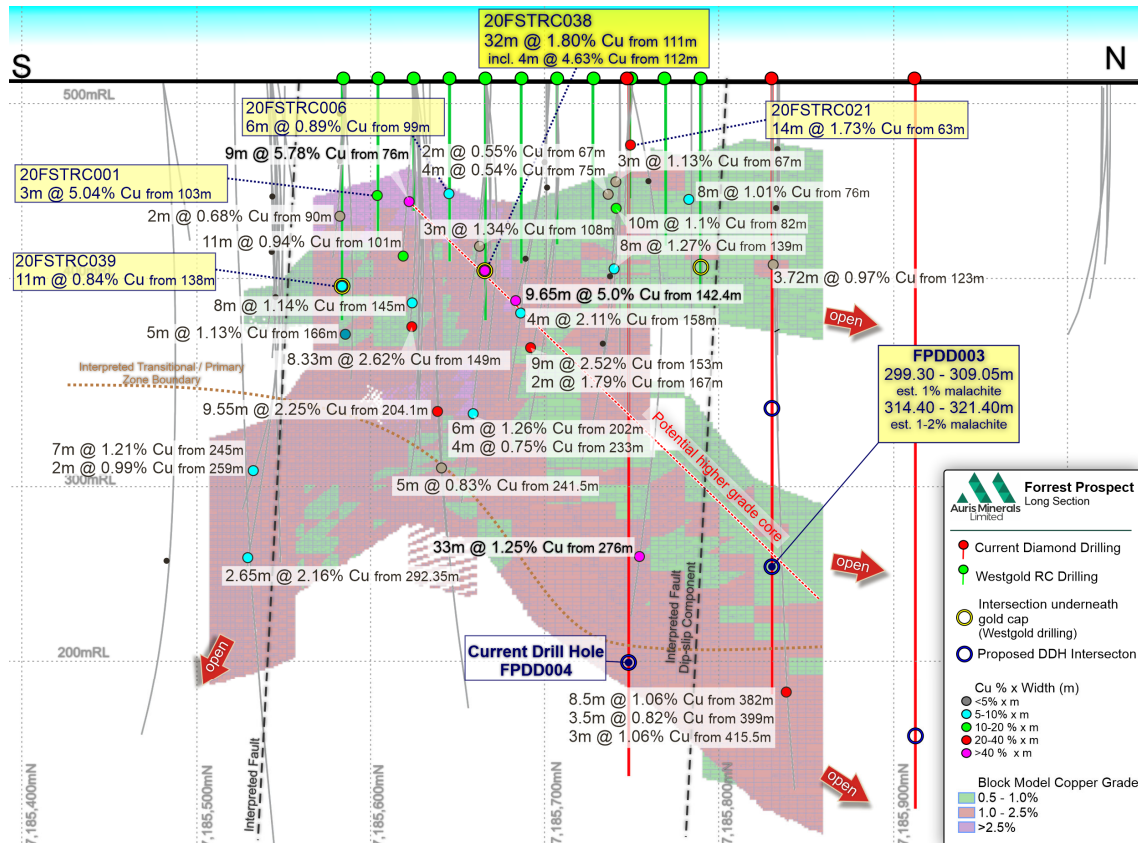 S
N
20FSTRC038
32m @ 1.80% Cu from 111m
incl. 4m @ 4.63% Cu from 112m
500mRL
20FSTRC006
6m @ 0.89% Cu from 99m
20FSTRC021
14m @ 1.73% Cu from 63m
9m @ 5.78% Cu from 76m
2m @ 0.55% Cu from 67m
4m @ 0.54% Cu from 75m
3m @ 1.13% Cu from 67m
20FSTRC001
3m @ 5.04% Cu from 103m
8m @ 1.01% Cu from 76m
2m @ 0.68% Cu from 90m
3m @ 1.34% Cu from 108m
10m @ 1.1% Cu from 82m
11m @ 0.94% Cu from 101m
8m @ 1.27% Cu from 139m
20FSTRC039
11m @ 0.84% Cu from 138m
3.72m @ 0.97% Cu from 123m
9.65m @ 5.0% Cu from 142.4m
8m @ 1.14% Cu from 145m
4m @ 2.11% Cu from 158m
open
5m @ 1.13% Cu from 166m
8.33m @ 2.62% Cu from 149m
9m @ 2.52% Cu from 153m
2m @ 1.79% Cu from 167m
FPDD003
299.30 - 309.05m
est. 1% malachite
314.40 - 321.40m
est. 1-2% malachite
Interpreted Transitional / Primary
Zone Boundary
9.55m @ 2.25% Cu from 204.1m
6m @ 1.26% Cu from 202m
4m @ 0.75% Cu from 233m
Potential higher grade core
7m @ 1.21% Cu from 245m
2m @ 0.99% Cu from 259m
300mRL
5m @ 0.83% Cu from 241.5m
33m @ 1.25% Cu from 276m
open
2.65m @ 2.16% Cu from 292.35m
Interpreted Fault
Dip-slip Component
200mRL
open
Current Drill Hole
FPDD004
8.5m @ 1.06% Cu from 382m
3.5m @ 0.82% Cu from 399m
3m @ 1.06% Cu from 415.5m
open
Interpreted Fault
7,185,400mN
7,185,500mN
7,185,600mN
7,185,700mN
7,185,800mN
7,185,900mN
Auris Minerals
Limited
Forrest Prospect
Long Section
Current Diamond Drilling
Westgold RC Drilling
Intersection underneath
gold cap
(Westgold drilling)
Proposed DDH Intersecton
Cu % x Width (m)
<5% x m
5-10% x m
10-20 % x m
20-40 % x m
>40 % x m
Block Model Copper Grade
0.5 - 1.0%
1.0 - 2.5%
>2.5%